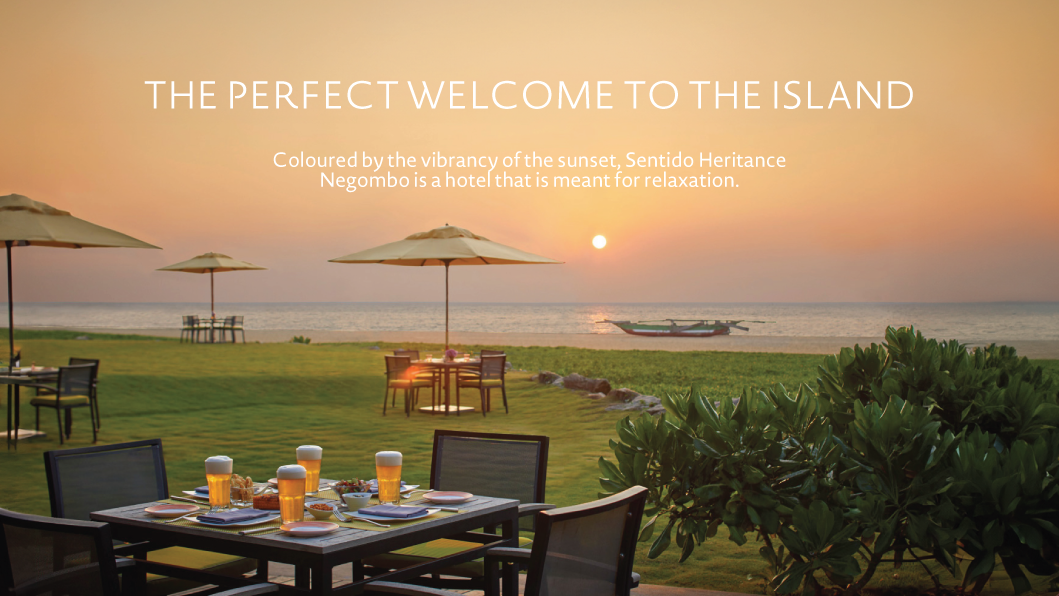 THE PERFECT WELCOME TO THE ISLAND
Coloured by the vibrancy of the sunset, Sentido Heritance
Negombo is a hotel that is meant for relaxation.